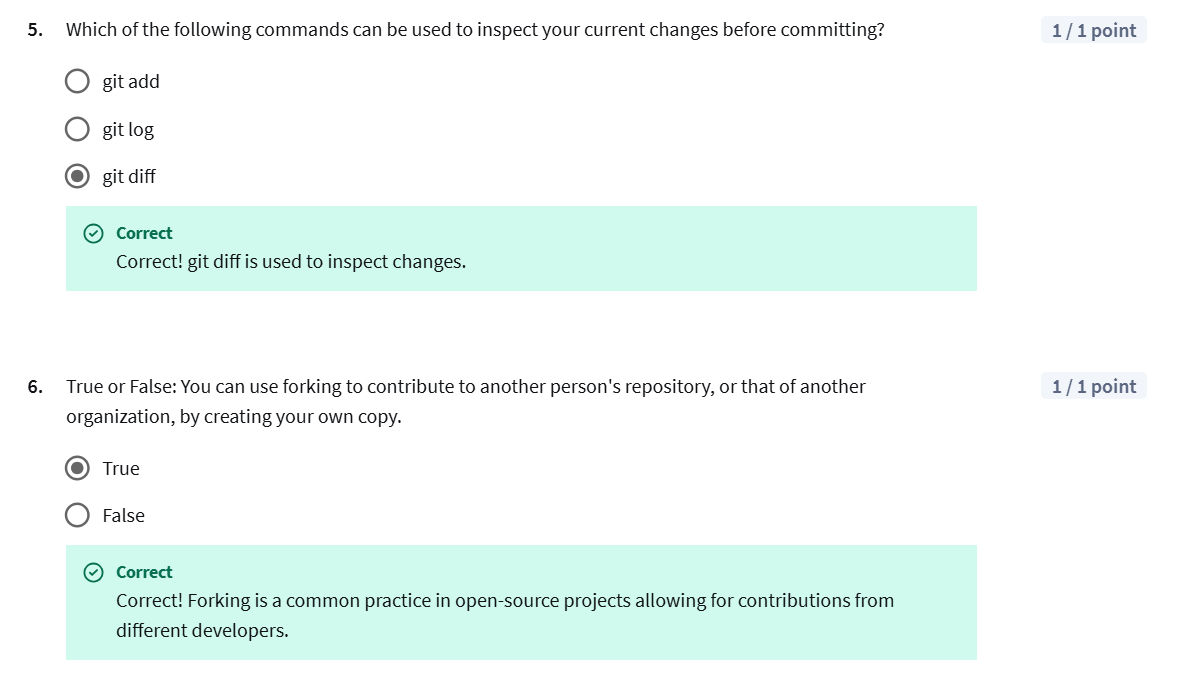 5. Which of the following commands can be used to inspect your current changes before committing? 1 / 1 point
git add
git log
git diff
Correct
Correct! git diff is used to inspect changes.
6. True or False: You can use forking to contribute to another person's repository, or that of another 1 / 1 point
organization, by creating your own copy.
True
False
Correct
Correct! Forking is a common practice in open-source projects allowing for contributions from
different developers.